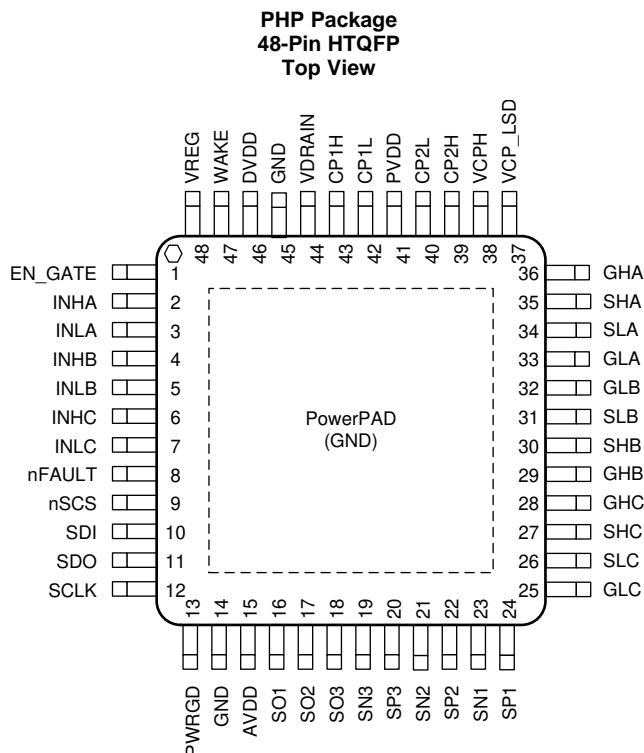 PHP Package
48-Pin HTQFP
Top View
VREG
WAKE
DVDD
GND
VDRAIN
CP1H
CP1L
PVDD
CP2L
CP2H
VCPH
VCP_LSD
48
47
46
45
44
43
42
41
40
39
38
37
EN_GATE 1
INHA 2
INLA 3
INHB 4
INLB 5
INHC 6
INLC 7
nFAULT 8
nSCS 9
SDI 10
SDO 11
SCLK 12
36 GHA
35 SHA
34 SLA
33 GLA
32 GLB
31 SLB
30 SHB
29 GHB
28 GHC
27 SHC
26 SLC
25 GLC
PowerPAD
(GND)
13
14
15
16
17
18
19
20
21
22
23
24
PWRGD
GND
AVDD
SO1
SO2
SO3
SN3
SP3
SN2
SP2
SN1
SP1